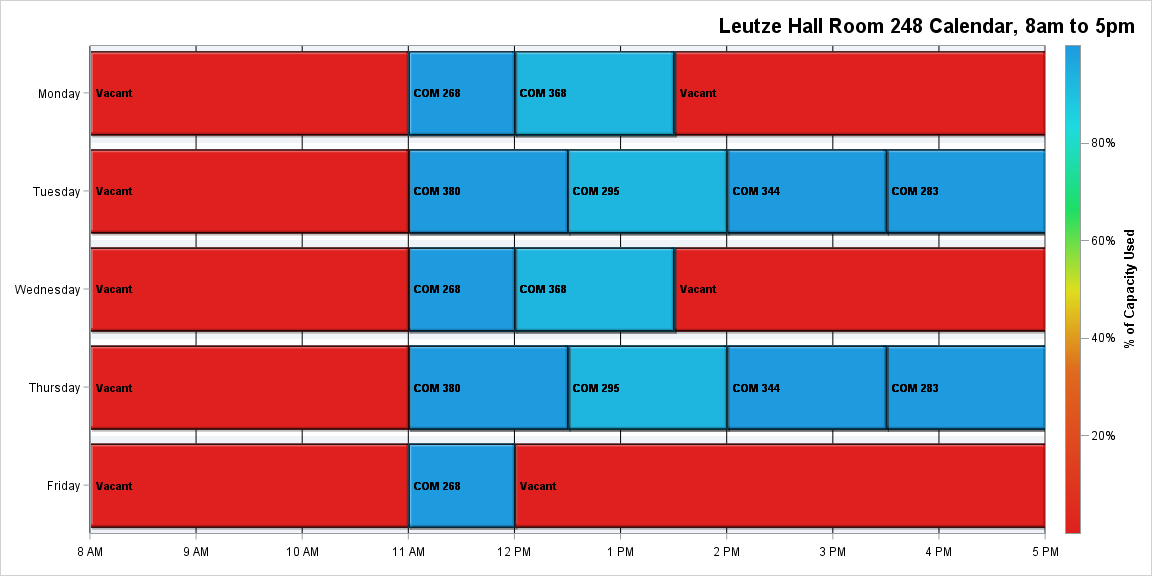 Leutze Hall Room 248 Calendar, 8am to 5pm
Monday
Vacant
COM 268
COM 368
Vacant
Tuesday
Vacant
COM 380
COM 295
COM 344
COM 283
Wednesday
Vacant
COM 268
COM 368
Vacant
Thursday
Vacant
COM 380
COM 295
COM 344
COM 283
Friday
Vacant
COM 268
Vacant
8 AM
9 AM
10 AM
11 AM
12 PM
1 PM
2 PM
3 PM
4 PM
5 PM
80%
60%
40%
20%
% of Capacity Used